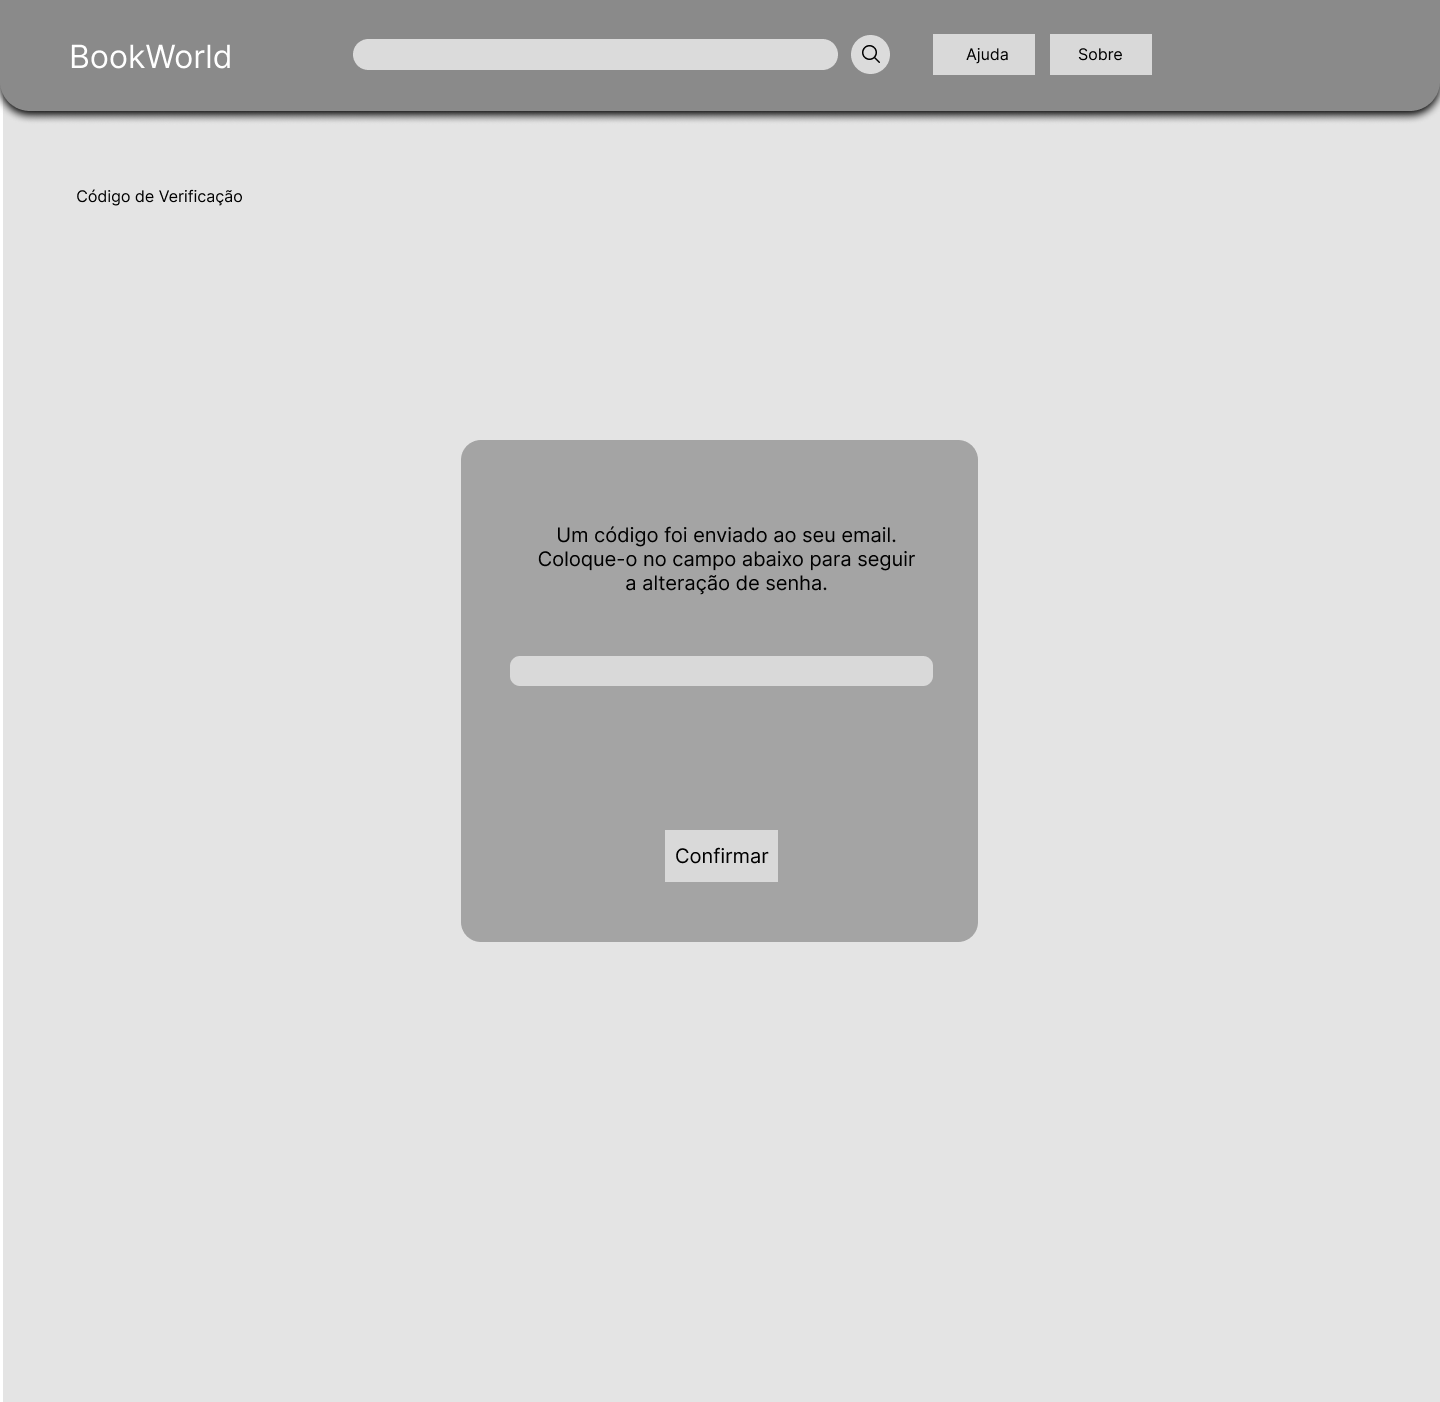 BookWorld
Ajuda
Sobre
Código de Verificação
Um código foi enviado ao seu email.
Coloque-o no campo abaixo para seguir
a alteração de senha.
Confirmar